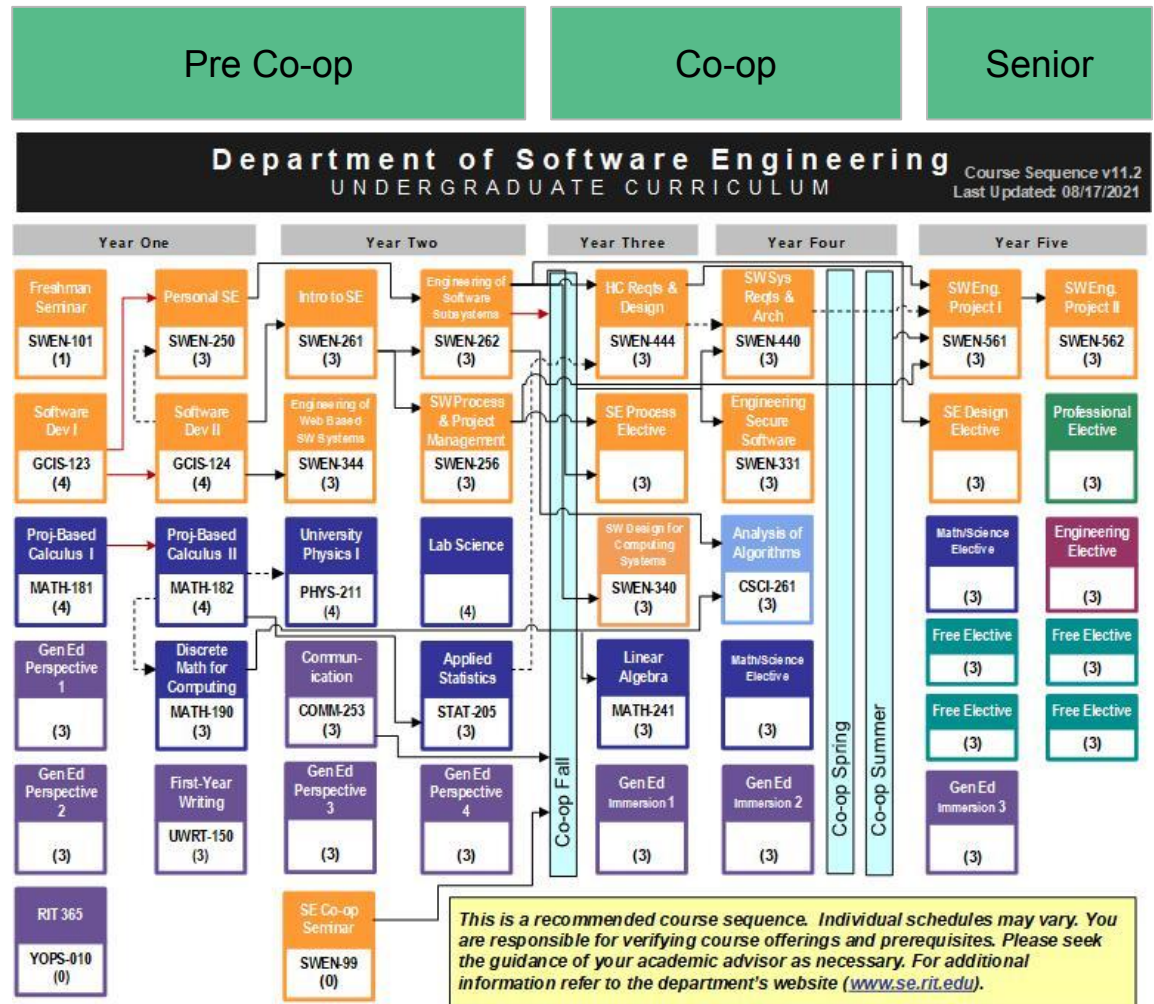 Pre Co-op
Co-op
Senior
Department of Software Engineering
UNDERGRADUATE CURRICULUM
Course Sequence v11.2
Last Updated: 08/17/2021
Year One
Year Two
Year Three
Year Four
Year Five
Freshman
Seminar
SWEN-101
(1)
Personal SE
SWEN-250
(3)
Intro to SE
SWEN-261
(3)
Engineering of
Software
Subsystems
SWEN-262
(3)
HC Reqts &
Design
SWEN-444
(3)
SW Sys
Reqts &
Arch
SWEN-440
(3)
SW Eng.
Project I
SWEN-561
(3)
SW Eng.
Project II
SWEN-562
(3)
Software
Dev I
GCIS-123
(4)
Software
Dev II
GCIS-124
(4)
Engineering of
Web Based
SW Systems
SWEN-344
(3)
SW Process
& Project
Management
SWEN-256
(3)
SE Process
Elective
(3)
Engineering
Secure
Software
SWEN-331
(3)
SE Design
Elective
(3)
Professional
Elective
(3)
Proj-Based
Calculus I
MATH-181
(4)
Proj-Based
Calculus II
MATH-182
(4)
University
Physics I
PHYS-211
(4)
Lab Science
(4)
SW Design for
Computing
Systems
SWEN-340
(3)
Analysis of
Algorithms
CSCI-261
(3)
Math/Science
Elective
(3)
Engineering
Elective
(3)
Gen Ed
Perspective
1
(3)
Discrete
Math for
Computing
MATH-190
(3)
Commun-
ication
COMM-253
(3)
Applied
Statistics
STAT-205
(3)
Co-op Fall
Linear
Algebra
MATH-241
(3)
Math/Science
Elective
(3)
Co-op Spring
Co-op Summer
Free Elective
(3)
Free Elective
(3)
Free Elective
(3)
Free Elective
(3)
Gen Ed
Perspective
2
(3)
First-Year
Writing
UWRT-150
(3)
Gen Ed
Perspective
3
(3)
Gen Ed
Perspective
4
(3)
Gen Ed
Immersion 1
(3)
Gen Ed
Immersion 2
(3)
Gen Ed
Immersion 3
(3)
RIT 365
YOPS-010
(0)
SE Co-op
Seminar
SWEN-99
(0)
This is a recommended course sequence. Individual schedules may vary. You
are responsible for verifying course offerings and prerequisites. Please seek
the guidance of your academic advisor as necessary. For additional
information refer to the department's website (www.se.rit.edu).